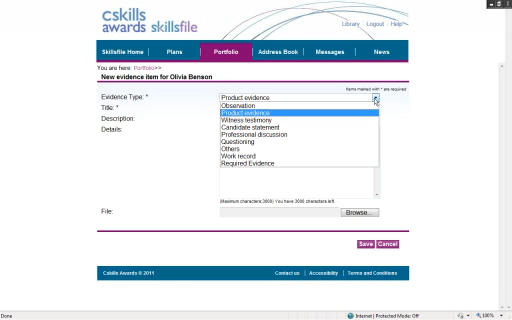 cskills
awards skillsfile
Library Logout Help
Skillsfile Home Plans Portfolio Address Book Messages News
You are here: Portfolio>>
New evidence item for Olivia Benson
Items marked with * are required
Evidence Type: * Product evidence
Observation
Title: *
Product evidence
Description:
Witness testimony
Candidate statement
Details:
Professional discussion
Questioning
Others
Work record
Required Evidence
(Maximum characters:3000) You have 3000 characters left.
File: Browse...
Save Cancel
Cskills Awards © 2011 Contact us Accessibility Terms and Conditions
Done Internet | Protected Mode: Off 100%